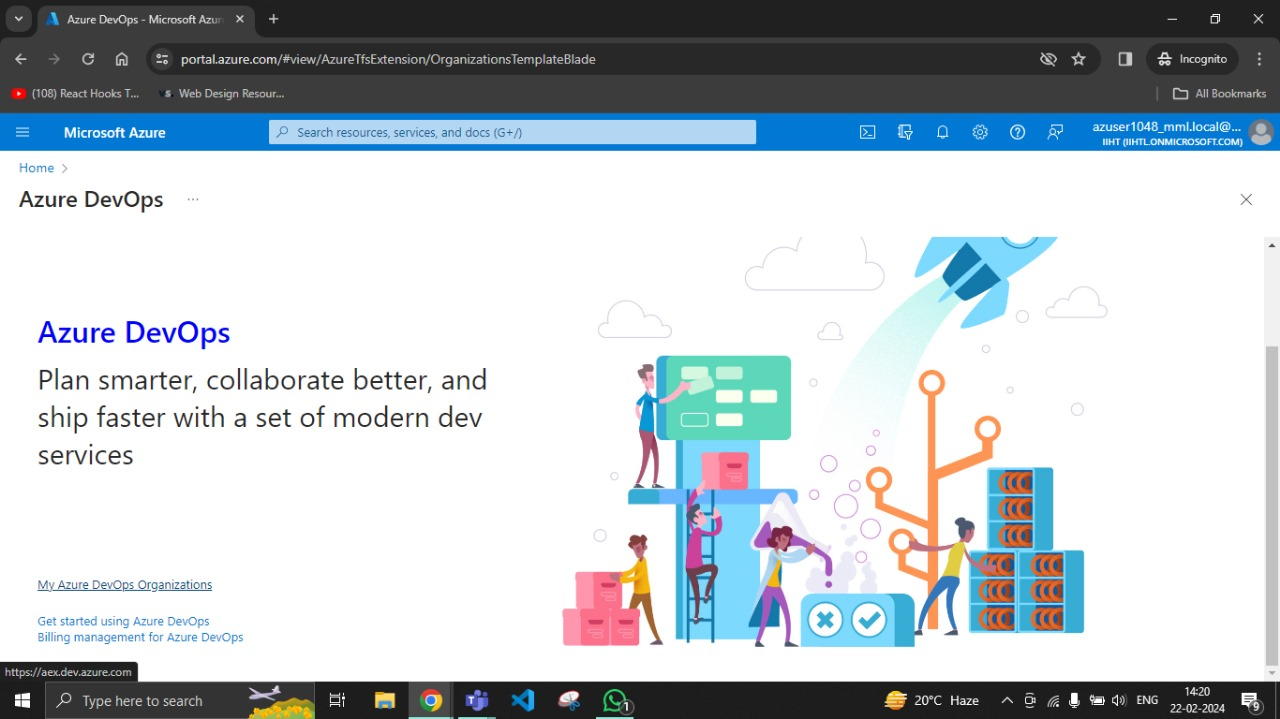 Azure DevOps - Microsoft Azur
portal.azure.com/#view/AzureTfsExtension/OrganizationsTemplateBlade
Incognito
(108) React Hooks T...
vs. Web Design Resour...
All Bookmarks
Microsoft Azure
Search resources, services, and docs (G+/)
azuser1048_mml.local@...
IIHT (IIHTL.ONMICROSOFT.COM)
Home
Azure DevOps
...
Azure DevOps
Plan smarter, collaborate better, and
ship faster with a set of modern dev
services
My Azure DevOps Organizations
Get started using Azure DevOps
Billing management for Azure DevOps
https://aex.dev.azure.com
Type here to search
1
20°C Haze
ENG
14:20
22-02-2024
9